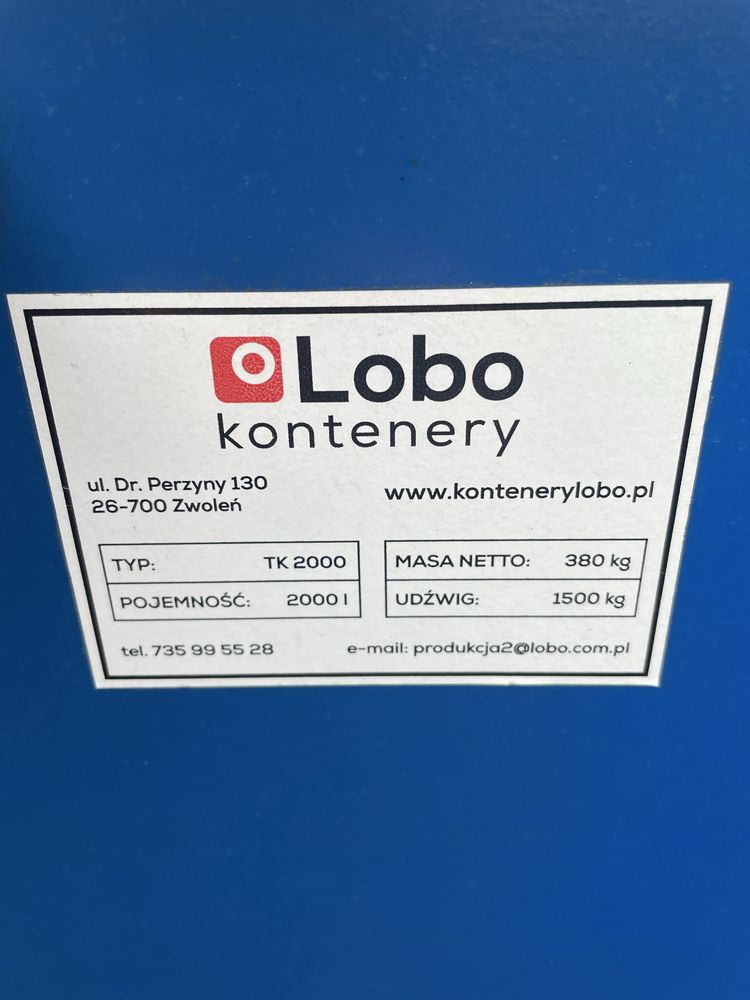 Lobo
kontenery
ul. Dr. Perzyny 130
26-700 Zwoleń
www.kontenerylobo.pl
TYP: TK 2000
POJEMNOŚĆ: 2000 l
MASA NETTO: 380 kg
UDŹWIG: 1500 kg
tel. 735 99 55 28
e-mail: produkcja2@lobo.com.pl